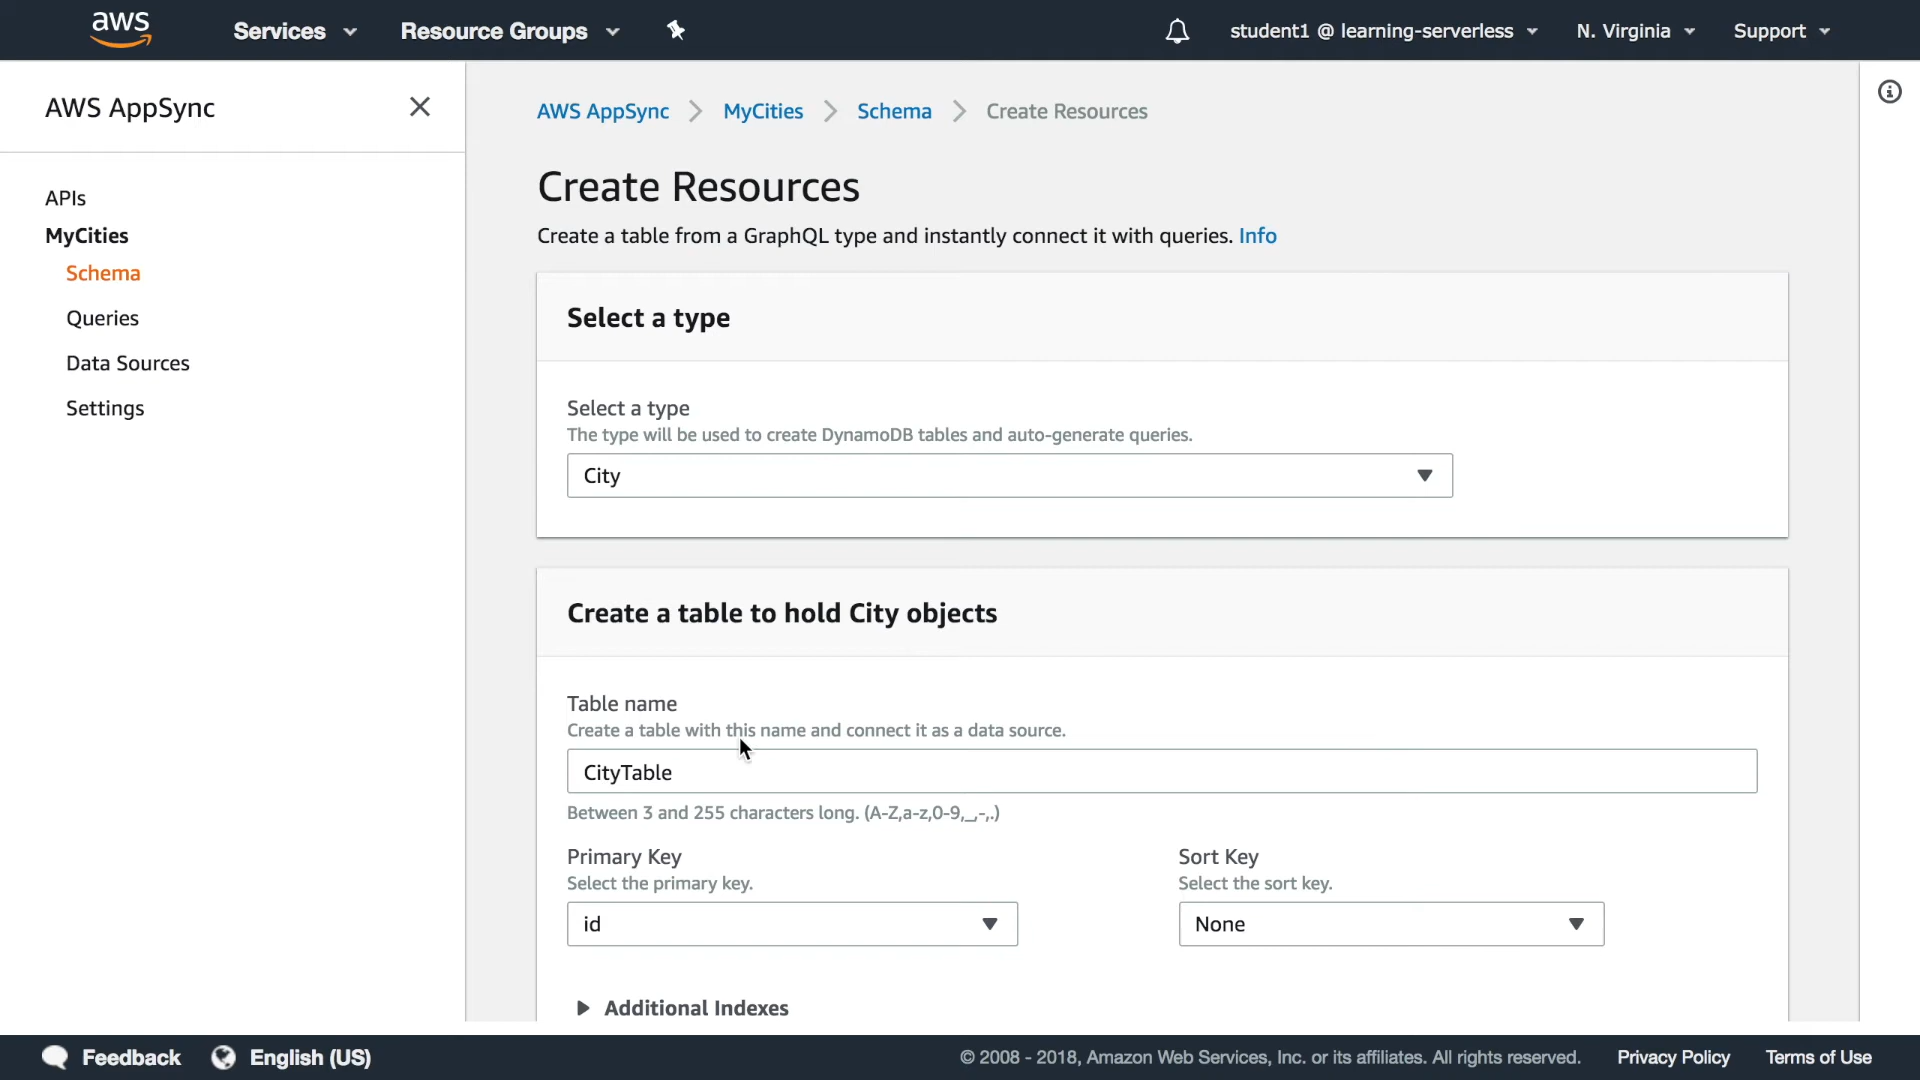 aws
Services
Resource Groups
student1 @ learning-serverless
N. Virginia
Support
AWS AppSync
APIs
MyCities
Schema
Queries
Data Sources
Settings
AWS AppSync > MyCities > Schema > Create Resources
Create Resources
Create a table from a GraphQL type and instantly connect it with queries. Info
Select a type
Select a type
The type will be used to create DynamoDB tables and auto-generate queries.
City
Create a table to hold City objects
Table name
Create a table with this name and connect it as a data source.
CityTable
Between 3 and 255 characters long. (A-Z,a-z,0-9,_,-,.)
Primary Key
Select the primary key.
id
Sort Key
Select the sort key.
None
Additional Indexes
Feedback
English (US)
© 2008 - 2018, Amazon Web Services, Inc. or its affiliates. All rights reserved.
Privacy Policy
Terms of Use